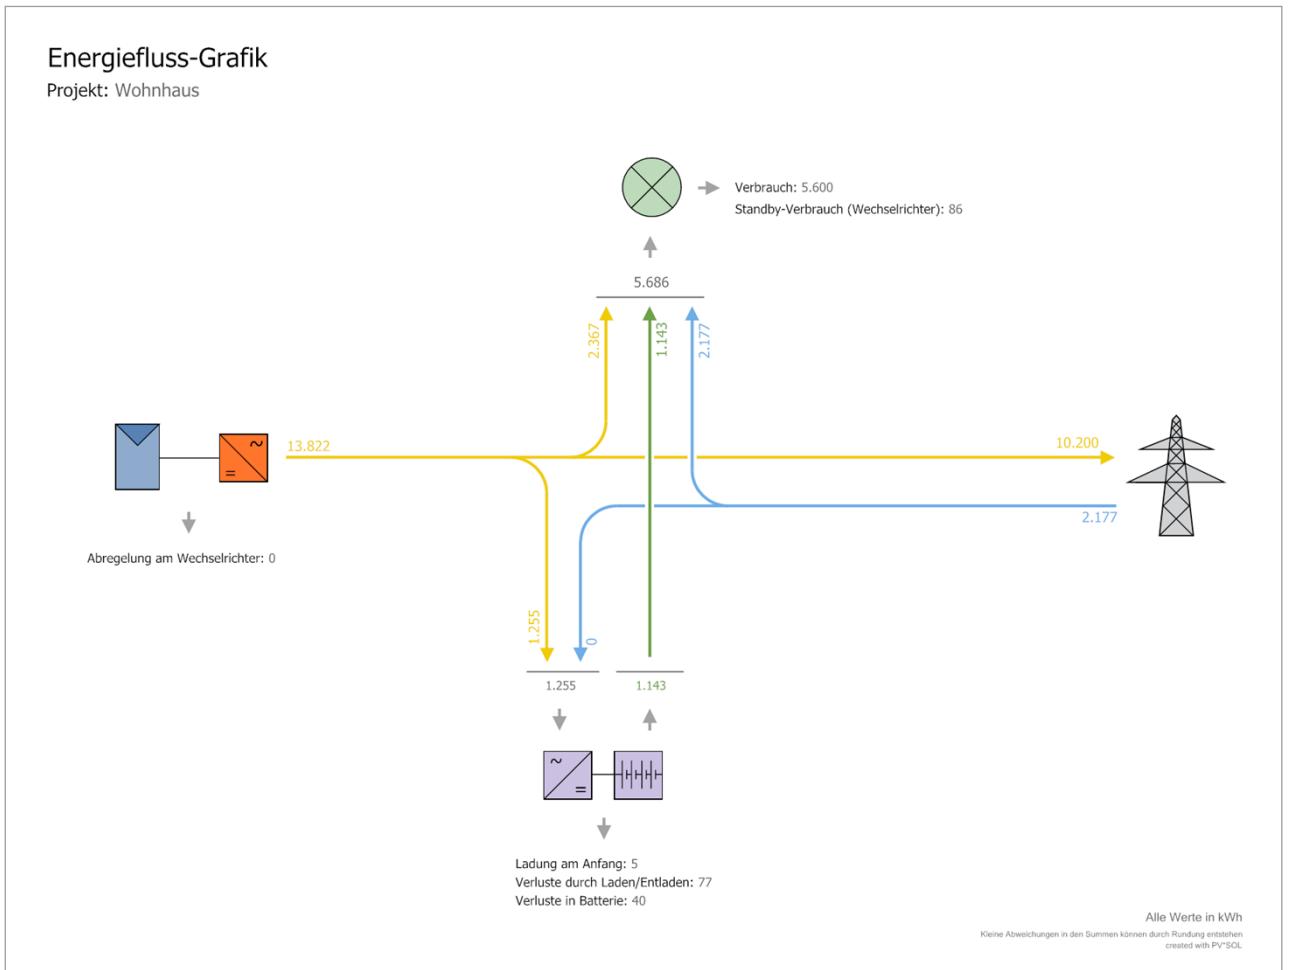 Energiefluss-Grafik
Projekt: Wohnhaus
Verbrauch: 5.600
Standby-Verbrauch (Wechselrichter): 86
5.686
2.367
1.143
2.177
13.822
10.200
2.177
Abregelung am Wechselrichter: 0
1.255
0
1.255
1.143
~
=
~
=
Ladung am Anfang: 5
Verluste durch Laden/Entladen: 77
Verluste in Batterie: 40
Alle Werte in kWh
Kleine Abweichungen in den Summen können durch Rundung entstehen
created with PV*SOL